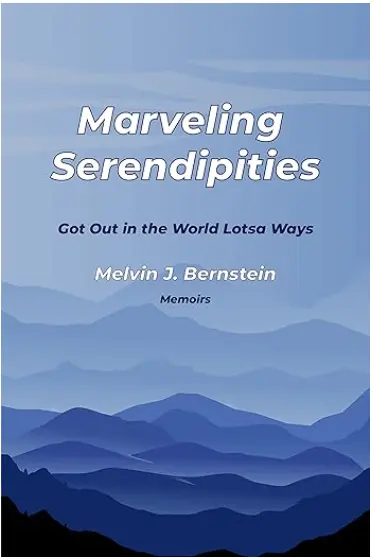 Marveling
Serendipities
Got Out in the World Lotsa Ways
Melvin J. Bernstein
Memoirs